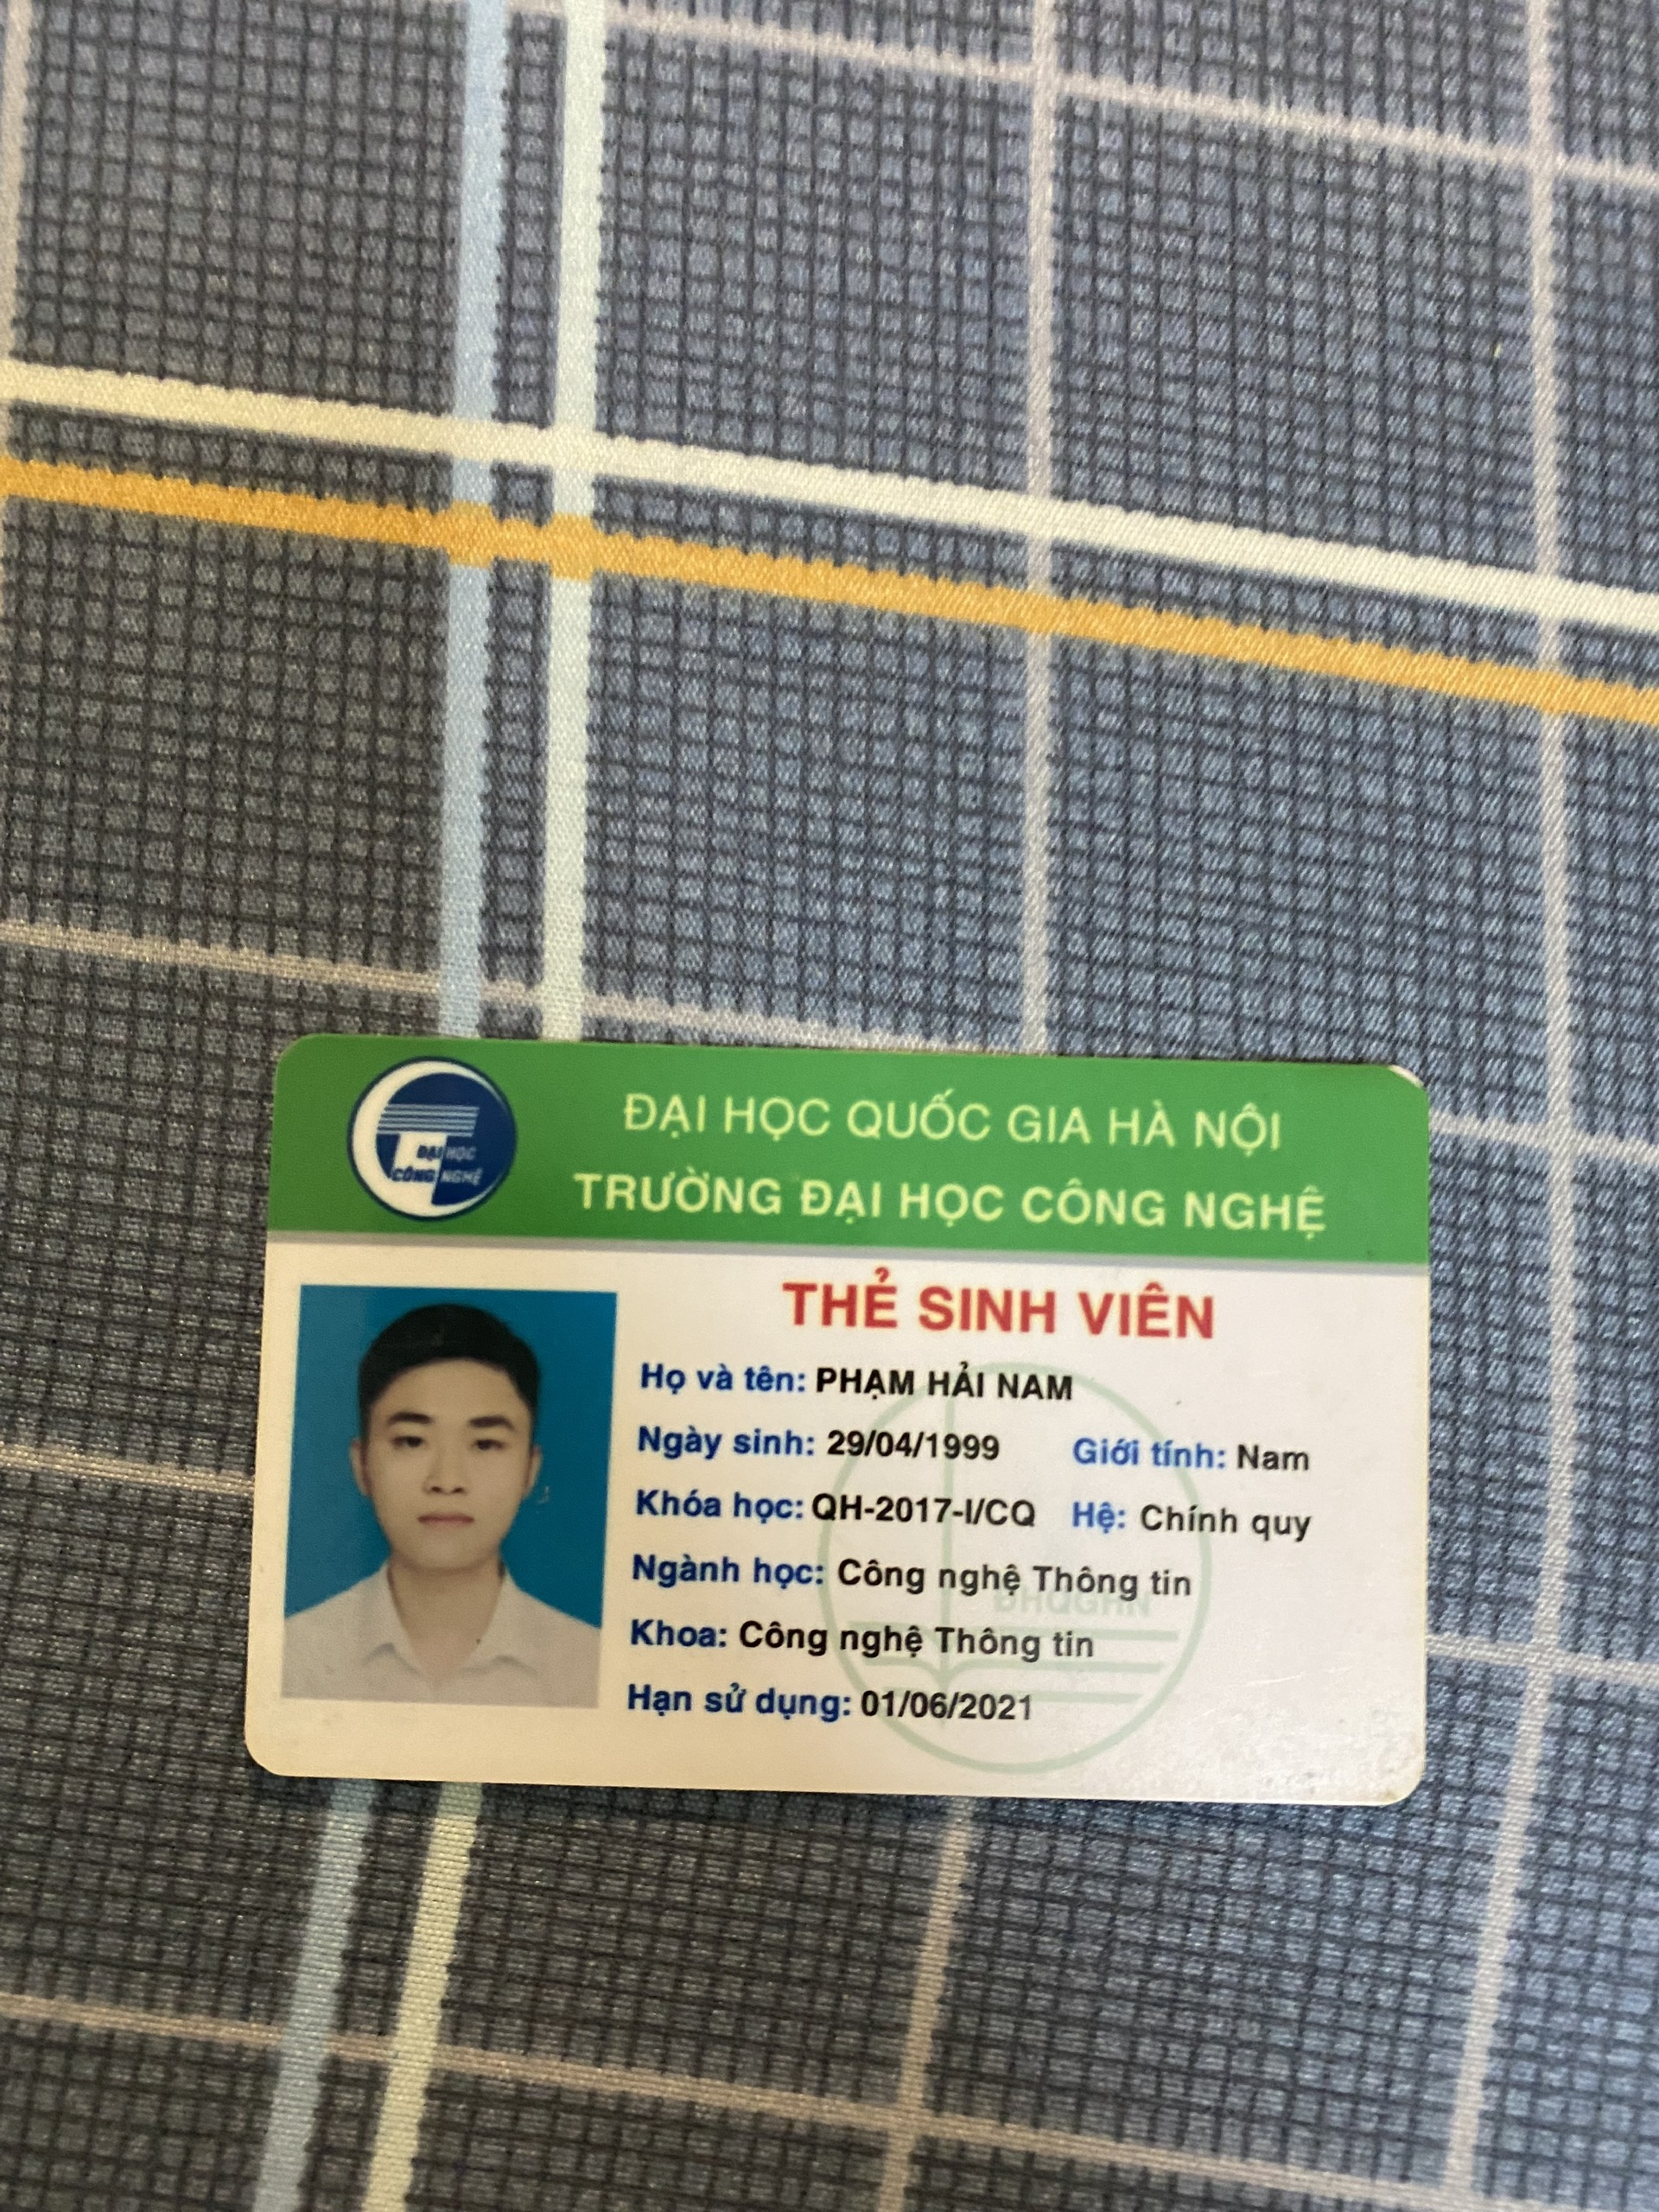 ĐẠI HỌC QUỐC GIA HÀ NỘI
TRƯỜNG ĐẠI HỌC CÔNG NGHỆ
ĐẠI HỌC
CÔNG NGHỆ
THẺ SINH VIÊN
Họ và tên: PHẠM HẢI NAM
Ngày sinh: 29/04/1999 Giới tính: Nam
Khóa học: QH-2017-I/CQ Hệ: Chính quy
Ngành học: Công nghệ Thông tin
ĐHQGHN
Khoa: Công nghệ Thông tin
Hạn sử dụng: 01/06/2021